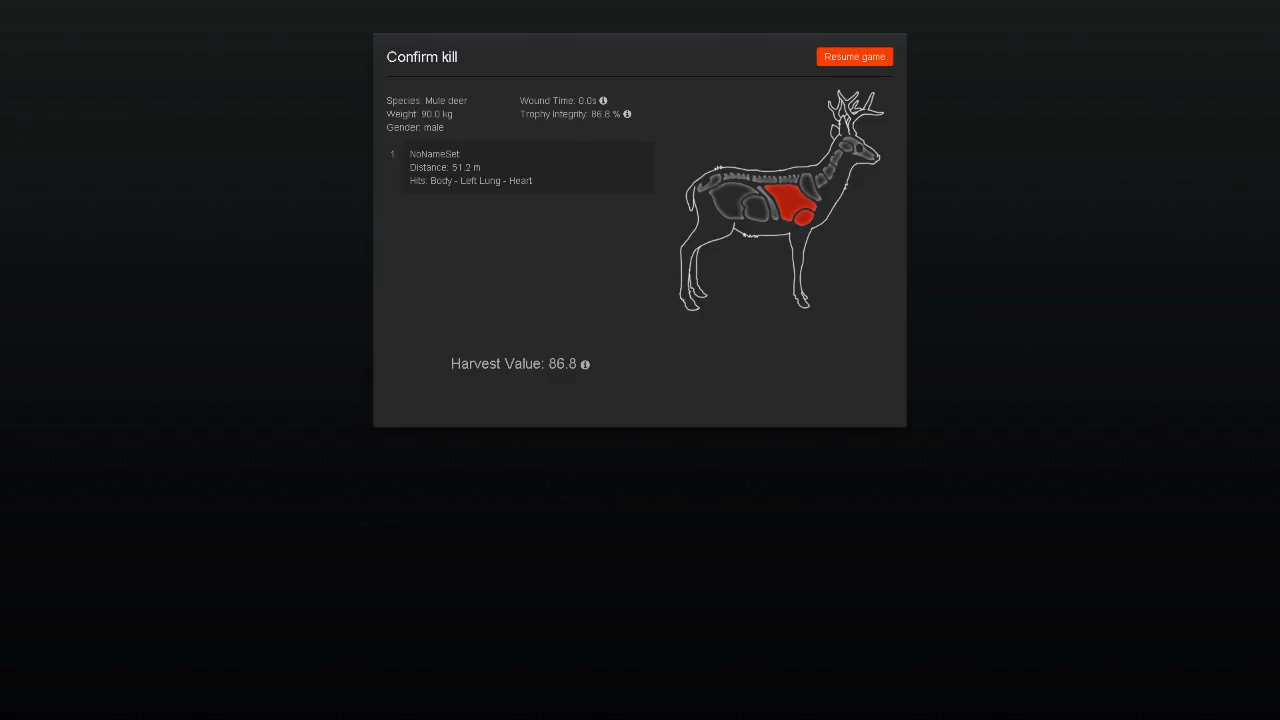 Confirm kill
Resume game
Species: Mule deer
Weight: 90.0 kg
Gender: male
Wound Time: 0.0s
Trophy Integrity: 86.8 %
1. NoNameSet
Distance: 51.2 m
Hits: Body - Left Lung - Heart
Harvest Value: 86.8